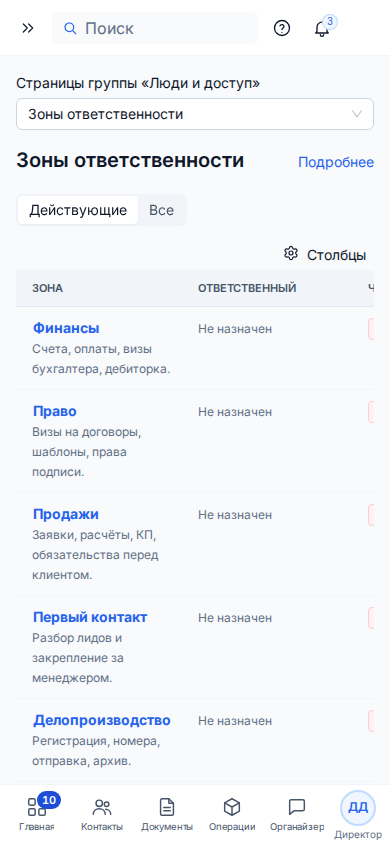 Поиск
3
Страницы группы «Люди и доступ»
Зоны ответственности
Зоны ответственности
Подробнее
Действующие
Все
Столбцы
ЗОНА
ОТВЕТСТВЕННЫЙ
Финансы
Не назначен
Счета, оплаты, визы
бухгалтера, дебиторка.
Право
Не назначен
Визы на договоры,
шаблоны, права
подписи.
Продажи
Не назначен
Заявки, расчёты, КП,
обязательства перед
клиентом.
Первый контакт
Не назначен
Разбор лидов и
закрепление за
менеджером.
Делопроизводство
Не назначен
Регистрация, номера,
отправка, архив.
10
Главная
Контакты
Документы
Операции
Органайзер
ДД
Директор